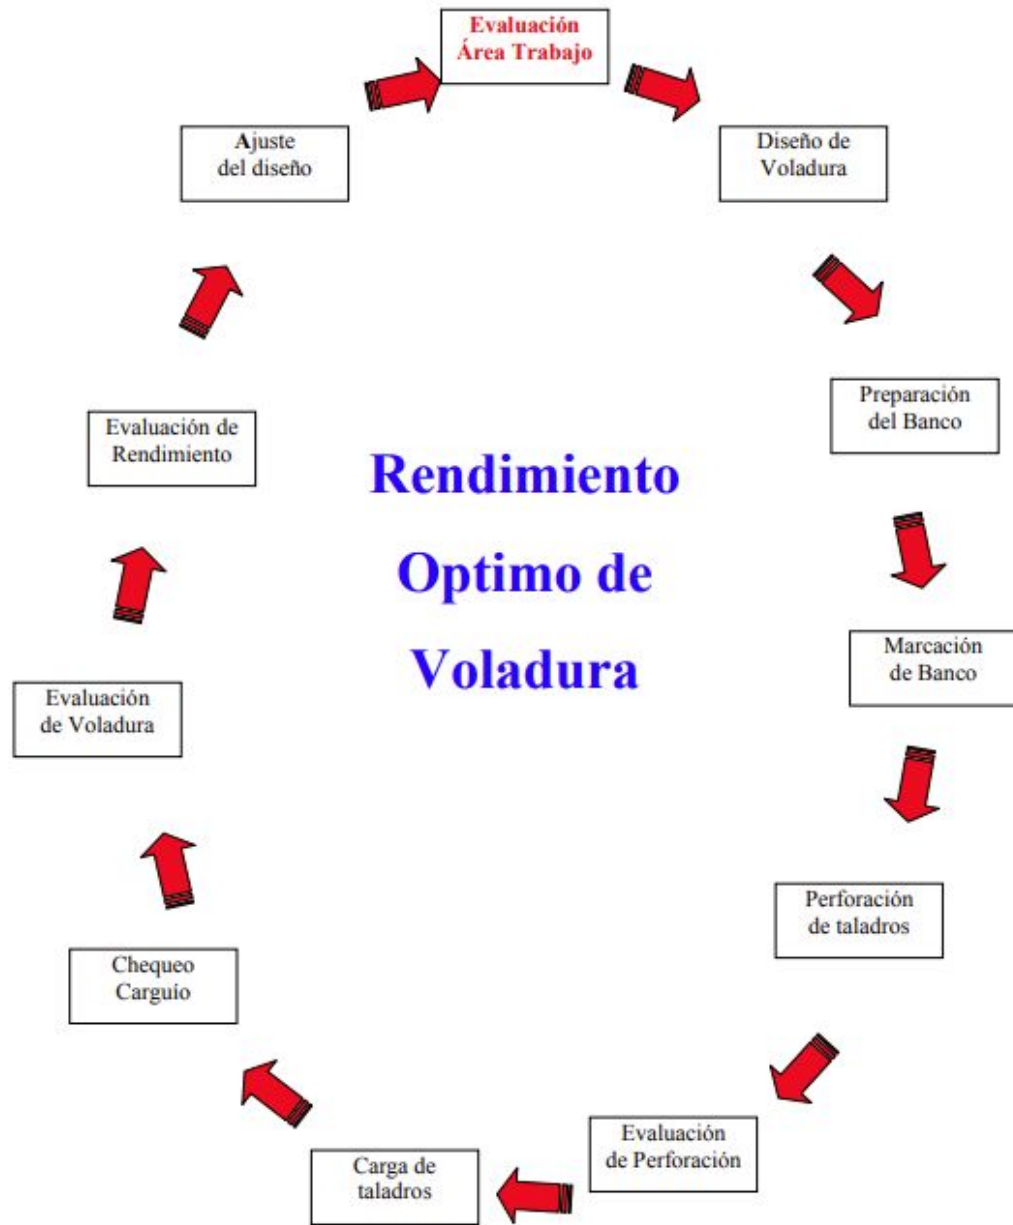 Evaluación
Área Trabajo
Diseño de
Voladura
Preparación
del Banco
Marcación
de Banco
Perforación
de taladros
Evaluación
de Perforación
Carga de
taladros
Chequeo
Carguío
Evaluación
de Voladura
Evaluación de
Rendimiento
Ajuste
del diseño
Rendimiento
Optimo de
Voladura